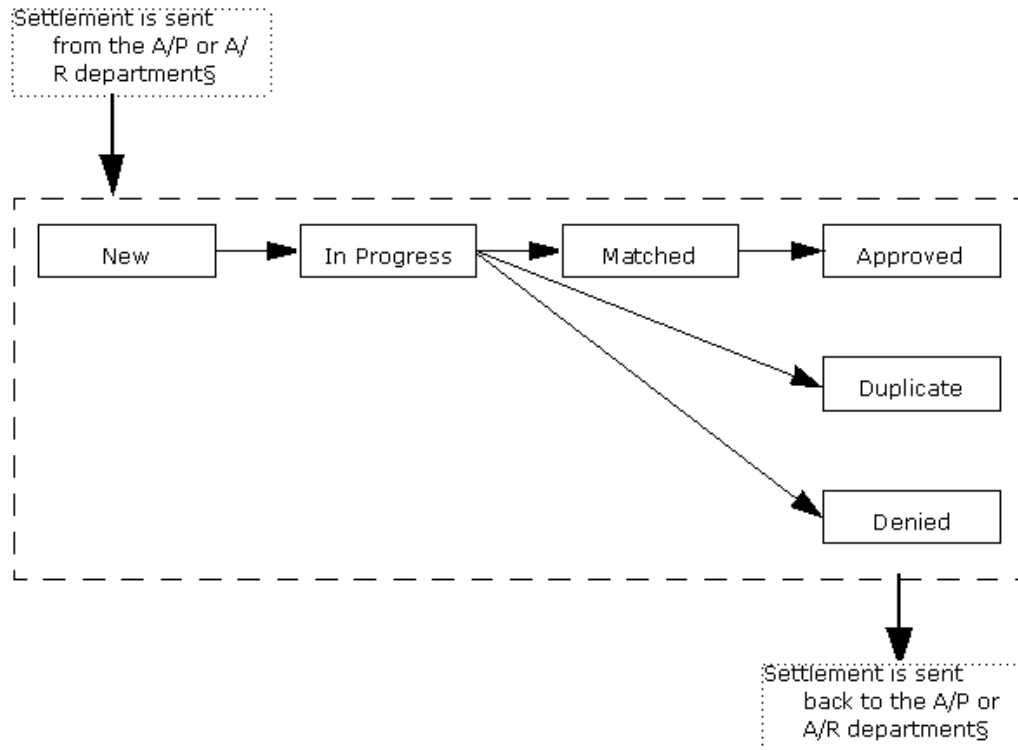 Settlement is sent
from the A/P or A/
R department§
New
In Progress
Matched
Approved
Duplicate
Denied
Settlement is sent
back to the A/P or
A/R department§